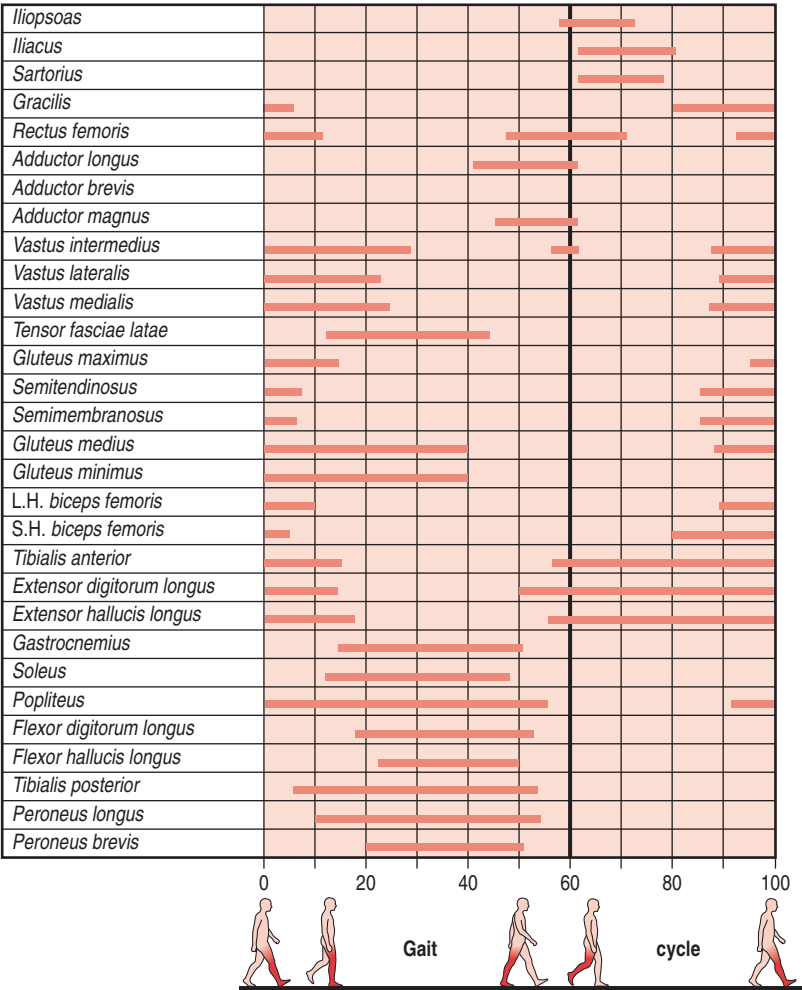 Iliopsoas
Iliacus
Sartorius
Gracilis
Rectus femoris
Adductor longus
Adductor brevis
Adductor magnus
Vastus intermedius
Vastus lateralis
Vastus medialis
Tensor fasciae latae
Gluteus maximus
Semitendinosus
Semimembranosus
Gluteus medius
Gluteus minimus
L.H. biceps femoris
S.H. biceps femoris
Tibialis anterior
Extensor digitorum longus
Extensor hallucis longus
Gastrocnemius
Soleus
Popliteus
Flexor digitorum longus
Flexor hallucis longus
Tibialis posterior
Peroneus longus
Peroneus brevis
0 20 40 60 80 100
Gait cycle